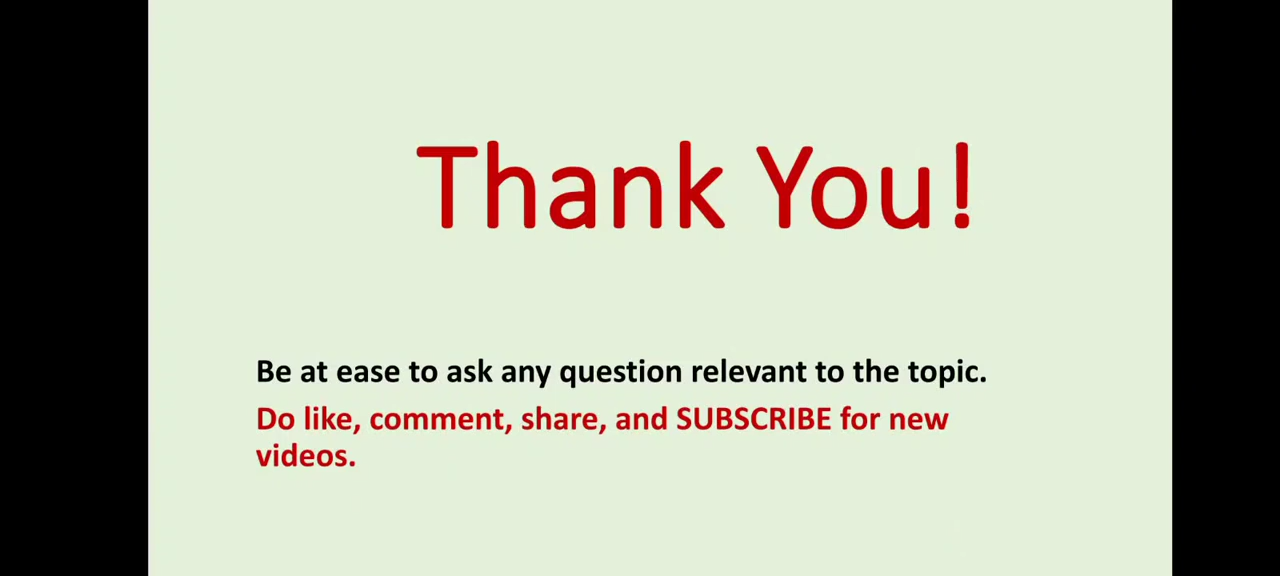 Thank You!
Be at ease to ask any question relevant to the topic.
Do like, comment, share, and SUBSCRIBE for new
videos.